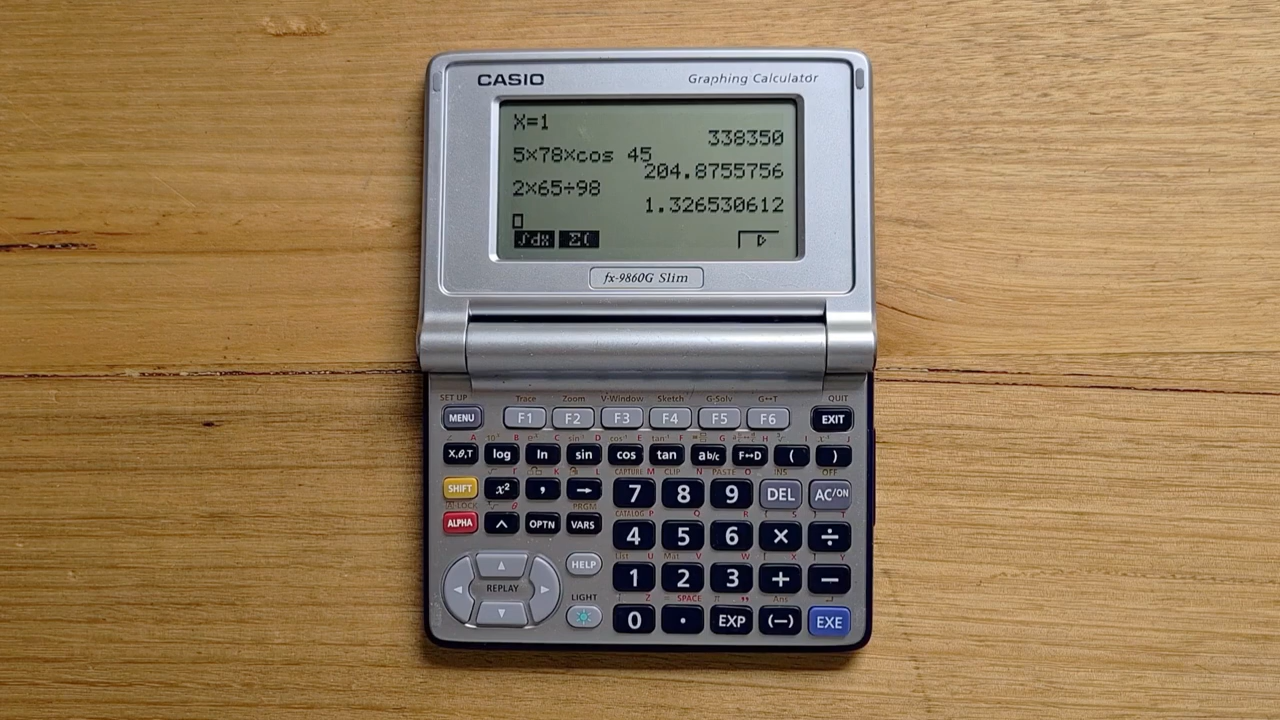 CASIO Graphing Calculator
X=1
338350
5×78×cos 45
204.8755756
2×65÷98
1.326530612
∫dx Σ( ▷
fx-9860G Slim
SET UP Trace Zoom V-Window Sketch G-Solv G↔T QUIT
MENU F1 F2 F3 F4 F5 F6 EXIT
A B C D E F G H I J
X,θ,T log ln sin cos tan a b/c F↔D ( )
K L CAPTURE M CLIP N PASTE O INS OFF
SHIFT x² , → 7 8 9 DEL AC/ON
A-LOCK PRGM CATALOG P Q R S T
ALPHA ^ OPTN VARS 4 5 6 × ÷
List U Mat V W X Y
▲ HELP
◀ REPLAY ▶ 1 2 3 + −
▼
LIGHT Z SPACE π " Ans
0 . EXP (−) EXE